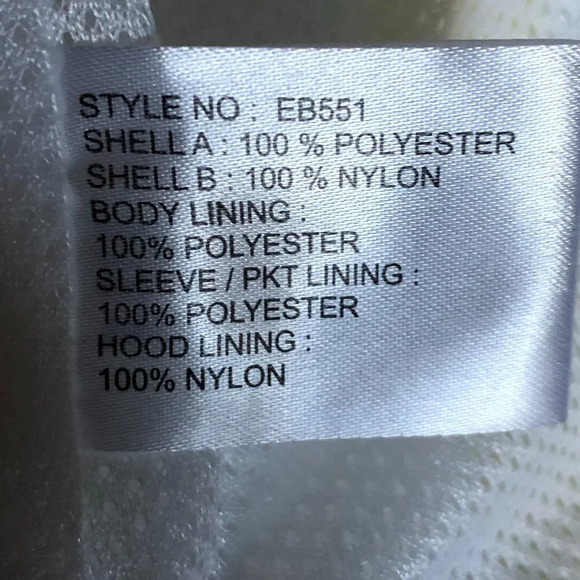 STYLE NO : EB551
SHELL A : 100 % POLYESTER
SHELL B : 100 % NYLON
BODY LINING :
100% POLYESTER
SLEEVE / PKT LINING :
100% POLYESTER
HOOD LINING :
100% NYLON